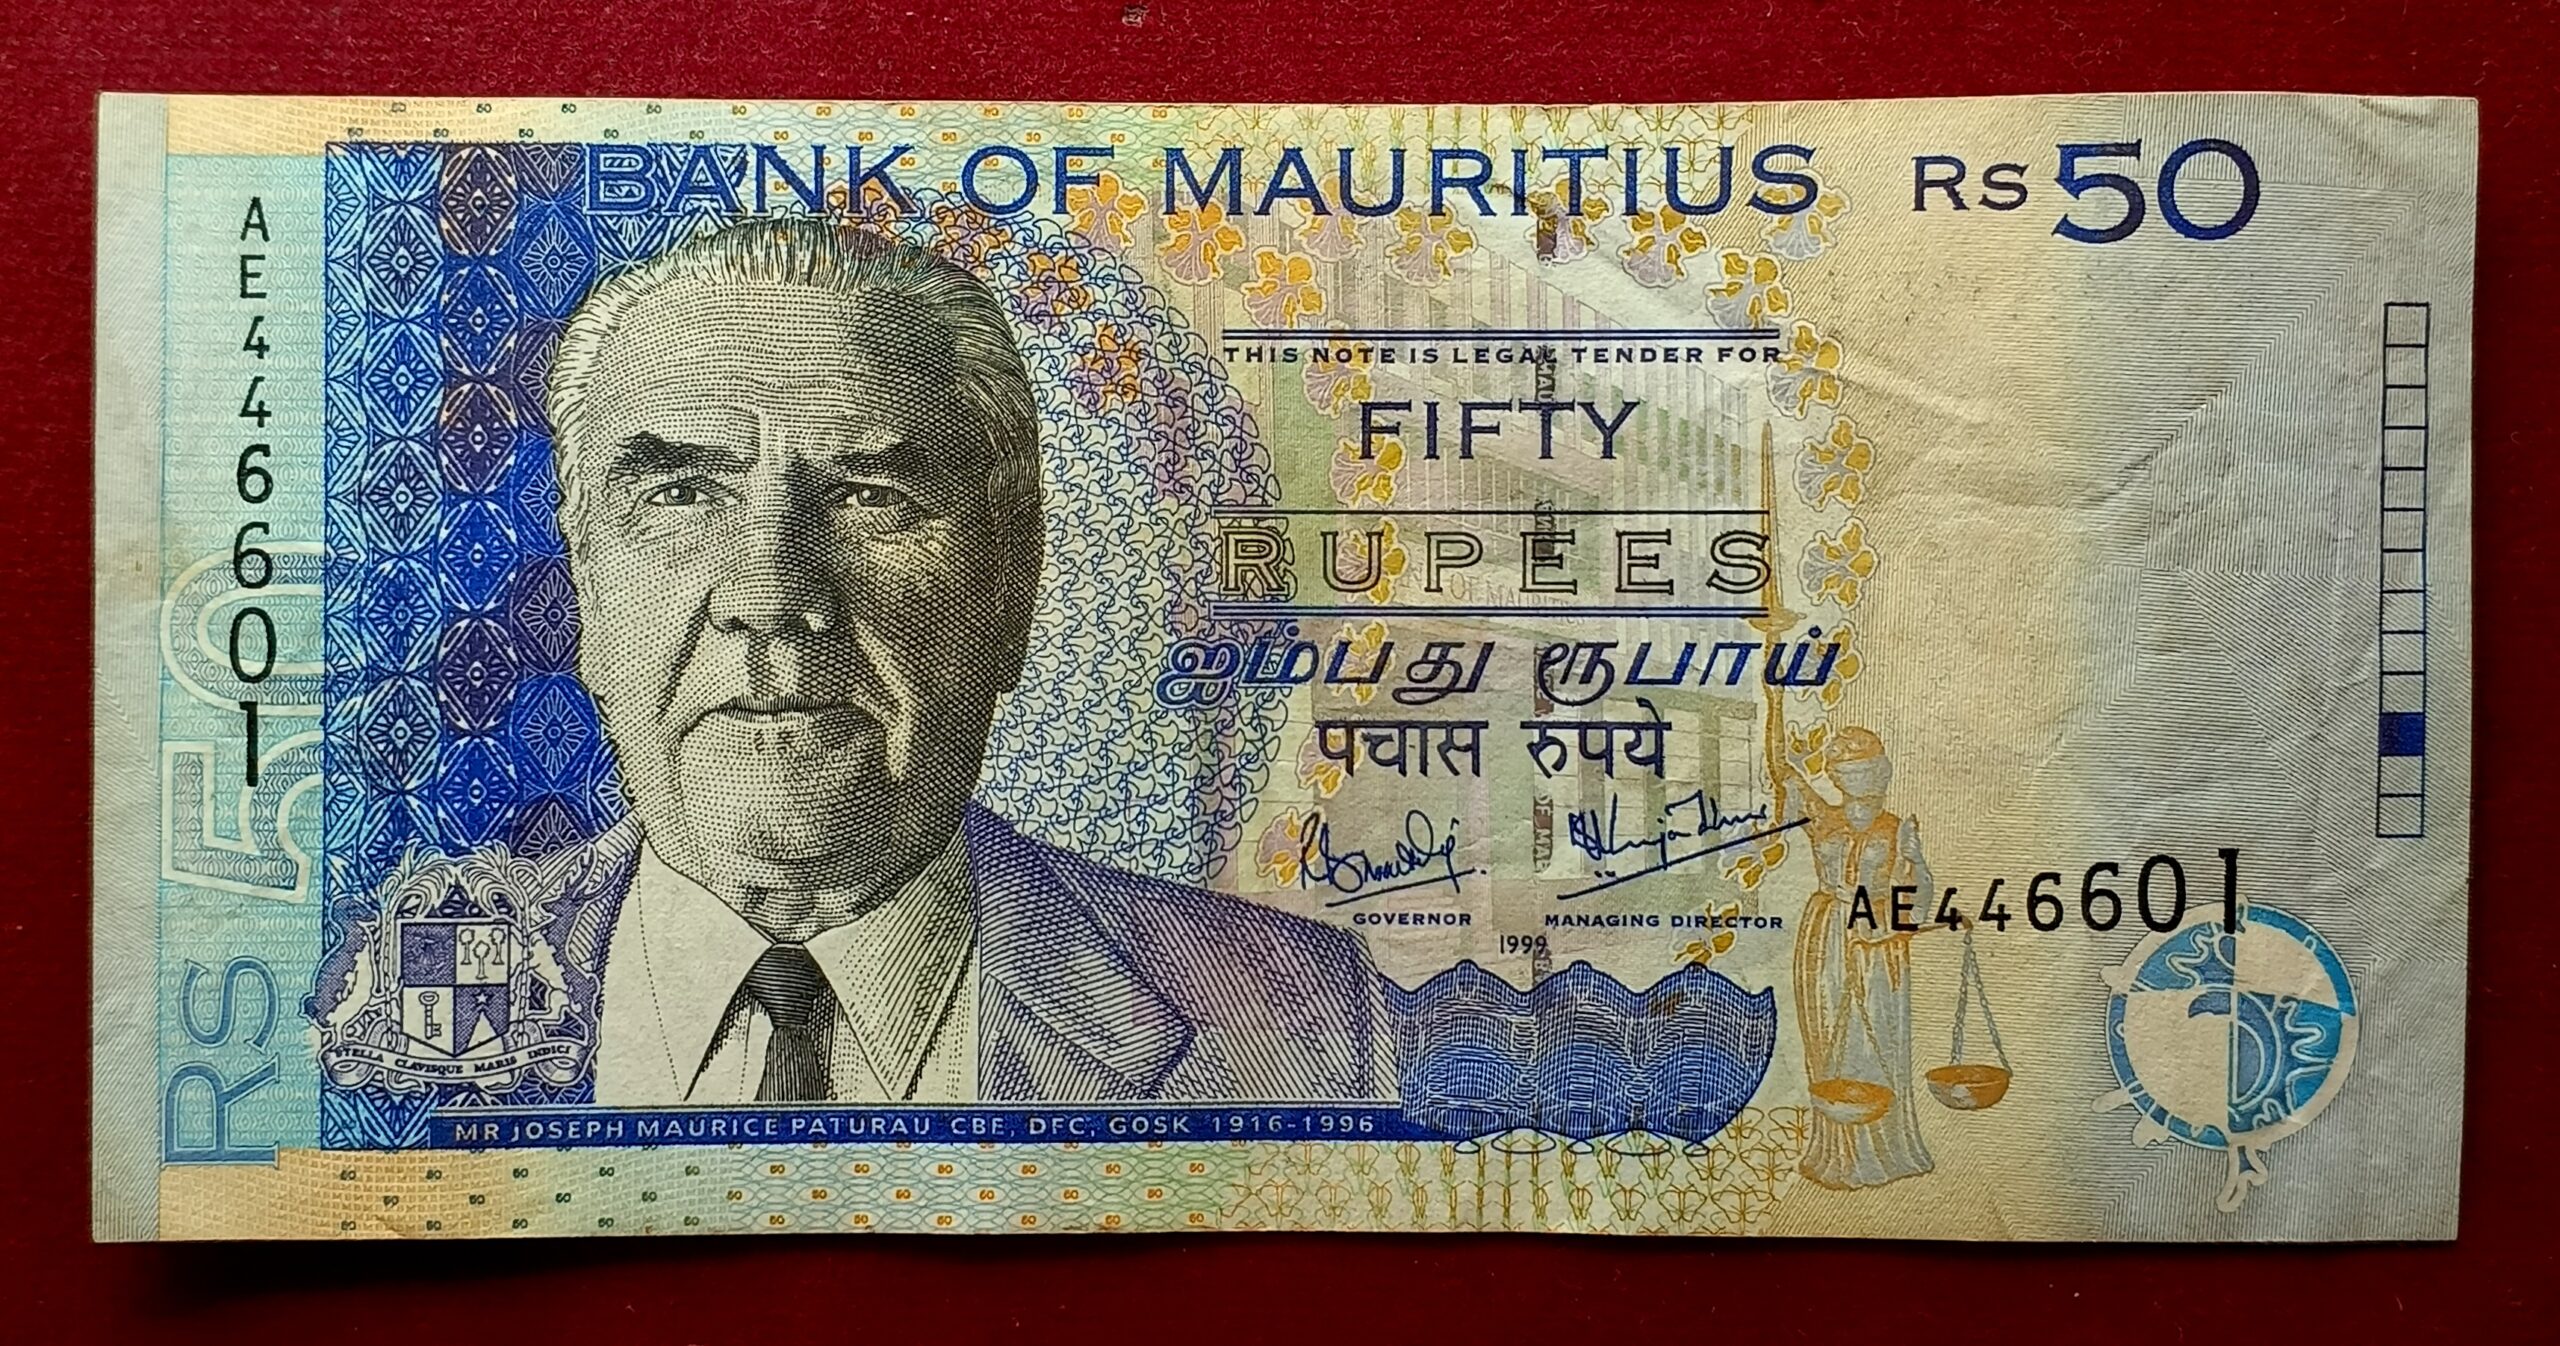 BANK OF MAURITIUS RS 50
THIS NOTE IS LEGAL TENDER FOR
FIFTY
RUPEES
ஐம்பது ரூபாய்
पचास रुपये
GOVERNOR MANAGING DIRECTOR
1999
AE446601
AE446601
Rs 50
STELLA CLAVISQUE MARIS INDICI
MR JOSEPH MAURICE PATURAU CBE, DFC, GOSK 1916-1996